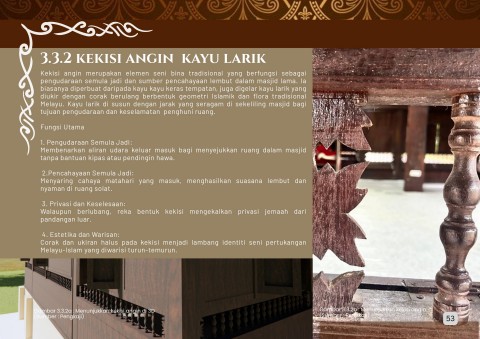 3.3.2 KEKISI ANGIN KAYU LARIK
Kekisi angin merupakan elemen seni bina tradisional yang berfungsi sebagai
pengudaraan semula jadi dan sumber pencahayaan lembut dalam masjid lama. Ia
biasanya diperbuat daripada kayu kayu keras tempatan, juga digelar kayu larik yang
diukir dengan corak berulang berbentuk geometri Islamik dan flora tradisional
Melayu. Kayu larik di susun dengan jarak yang seragam di sekeliling masjid bagi
tujuan pengudaraan dan keselamatan penghuni ruang.
Fungsi Utama
1. Pengudaraan Semula Jadi:
Membenarkan aliran udara keluar masuk bagi menyejukkan ruang dalam masjid
tanpa bantuan kipas atau pendingin hawa.
2.Pencahayaan Semula Jadi:
Menyaring cahaya matahari yang masuk, menghasilkan suasana lembut dan
nyaman di ruang solat.
3. Privasi dan Keselesaan:
Walaupun berlubang, reka bentuk kekisi mengekalkan privasi jemaah dari
pandangan luar.
4. Estetika dan Warisan:
Corak dan ukiran halus pada kekisi menjadi lambang identiti seni pertukangan
Melayu-Islam yang diwarisi turun-temurun.
53